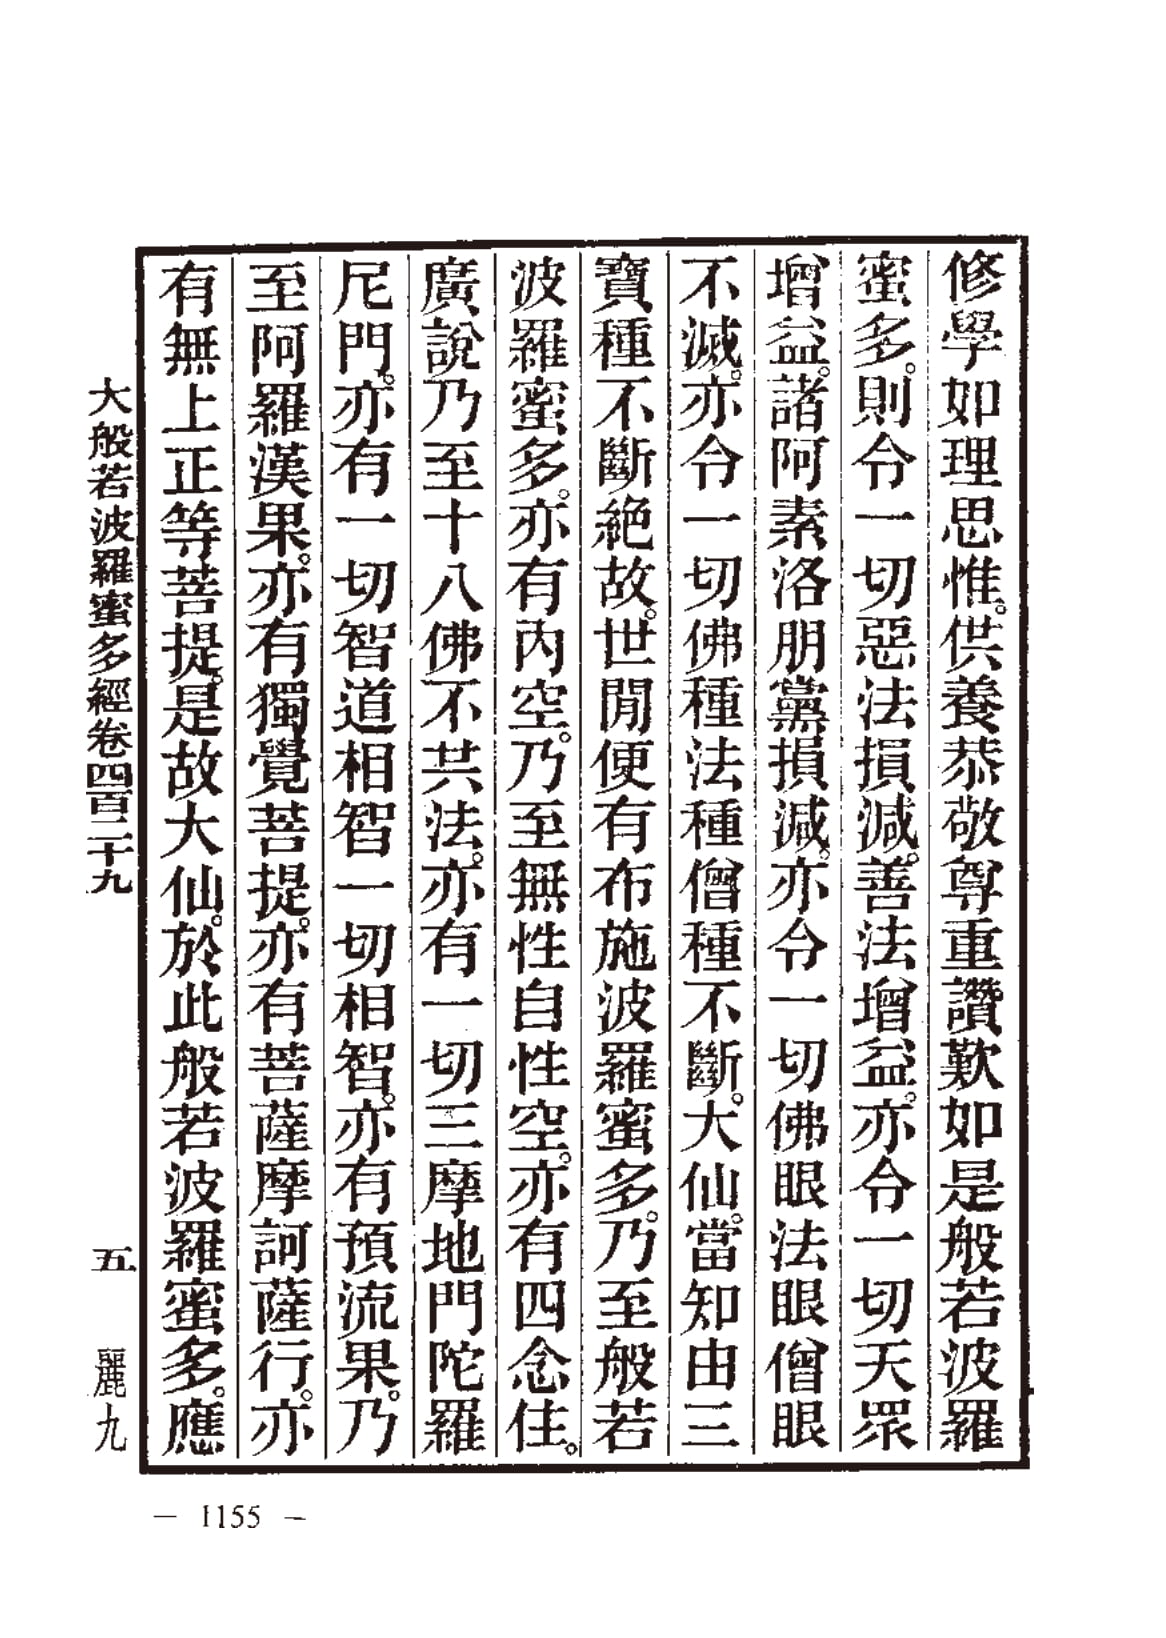 修學如理思惟。供養恭敬尊重讚歎如是般若波羅
蜜多。則令一切惡法損減。善法增益。亦令一切天眾
增益。諸阿素洛朋黨損減。亦令一切佛眼法眼僧眼
不滅。亦令一切佛種法種僧種不斷。大仙。當知由三
寶種不斷絕故。世間便有布施波羅蜜多。乃至般若
波羅蜜多。亦有內空。乃至無性自性空。亦有四念住。
廣說乃至十八佛不共法。亦有一切三摩地門陀羅
尼門。亦有一切智道相智一切相智。亦有預流果。乃
至阿羅漢果。亦有獨覺菩提。亦有菩薩摩訶薩行。亦
有無上正等菩提。是故大仙。於此般若波羅蜜多。應
大般若波羅蜜多經卷四百二十九 五 麗九
— 1155 —